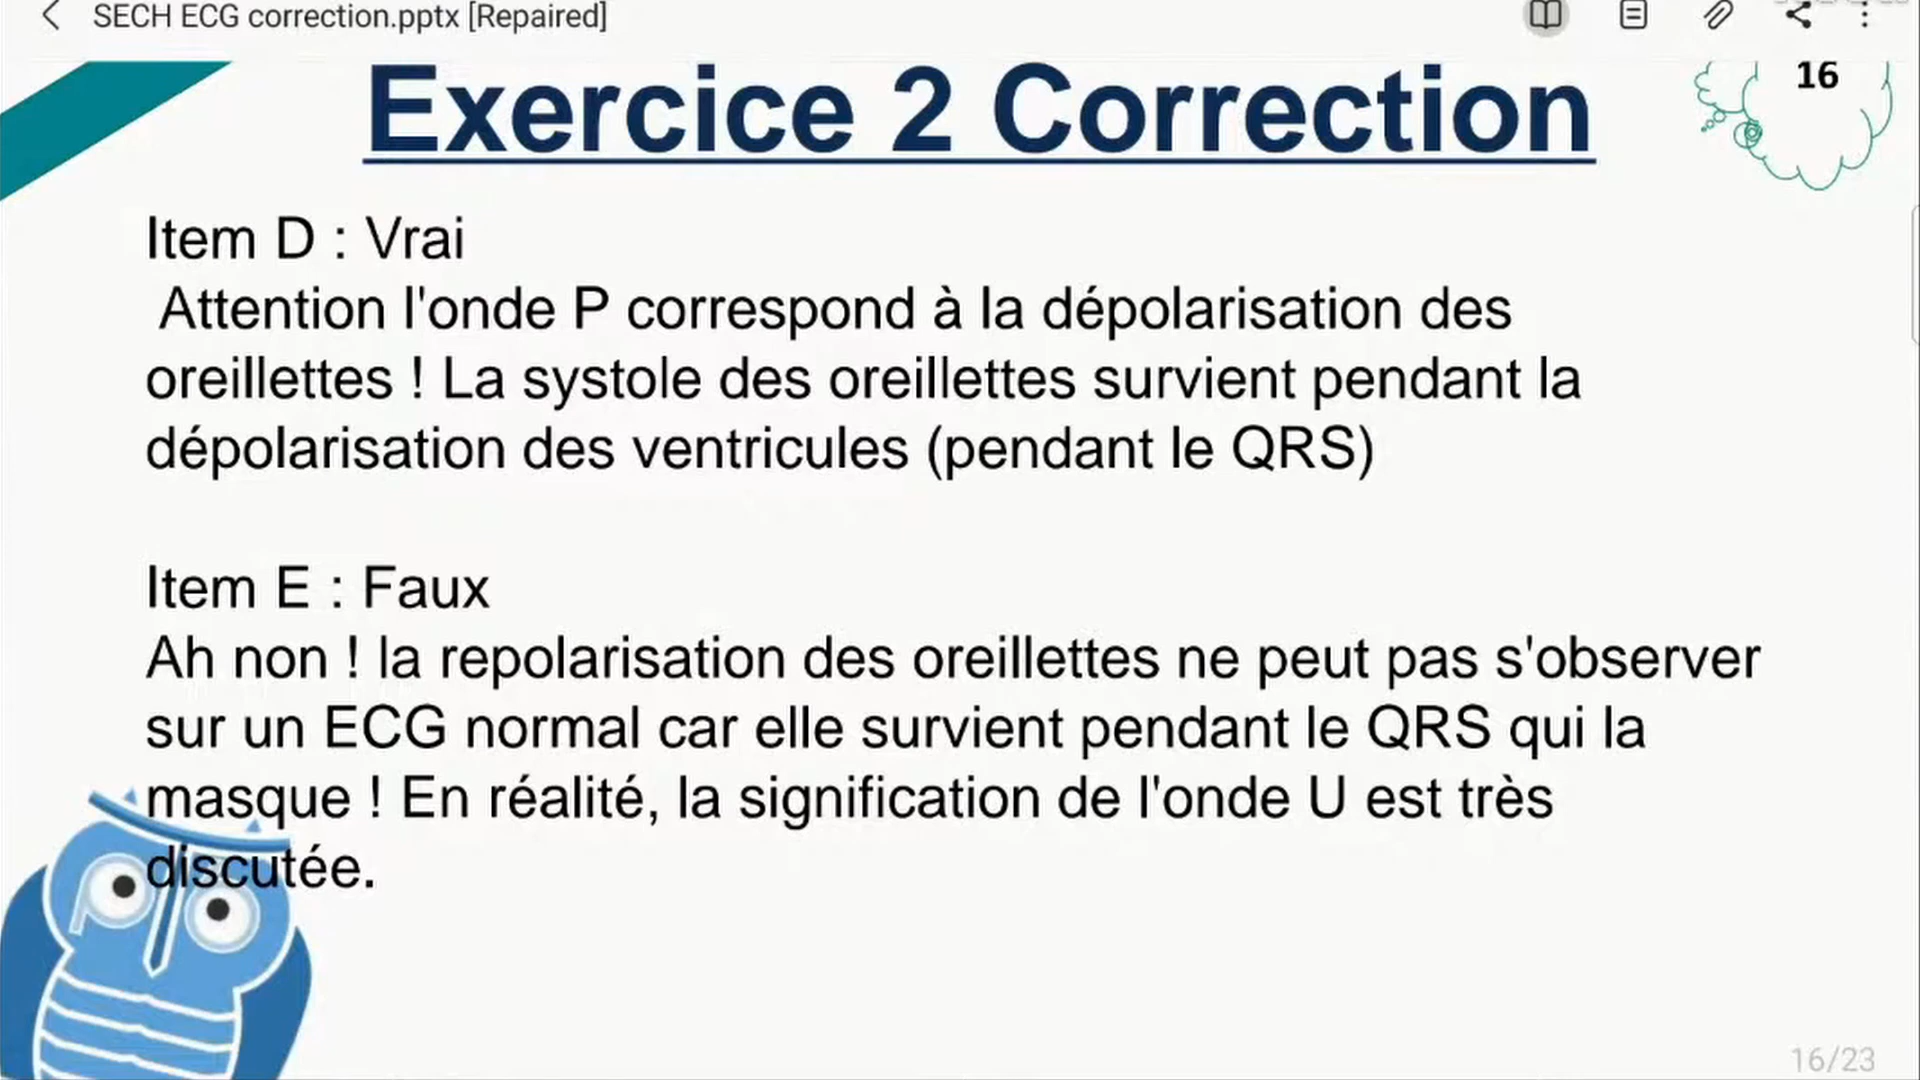 SECH ECG correction.pptx [Repaired]
Exercice 2 Correction
16
Item D : Vrai
Attention l'onde P correspond à la dépolarisation des
oreillettes ! La systole des oreillettes survient pendant la
dépolarisation des ventricules (pendant le QRS)
Item E : Faux
Ah non ! la repolarisation des oreillettes ne peut pas s'observer
sur un ECG normal car elle survient pendant le QRS qui la
masque ! En réalité, la signification de l'onde U est très
discutée.
16/23